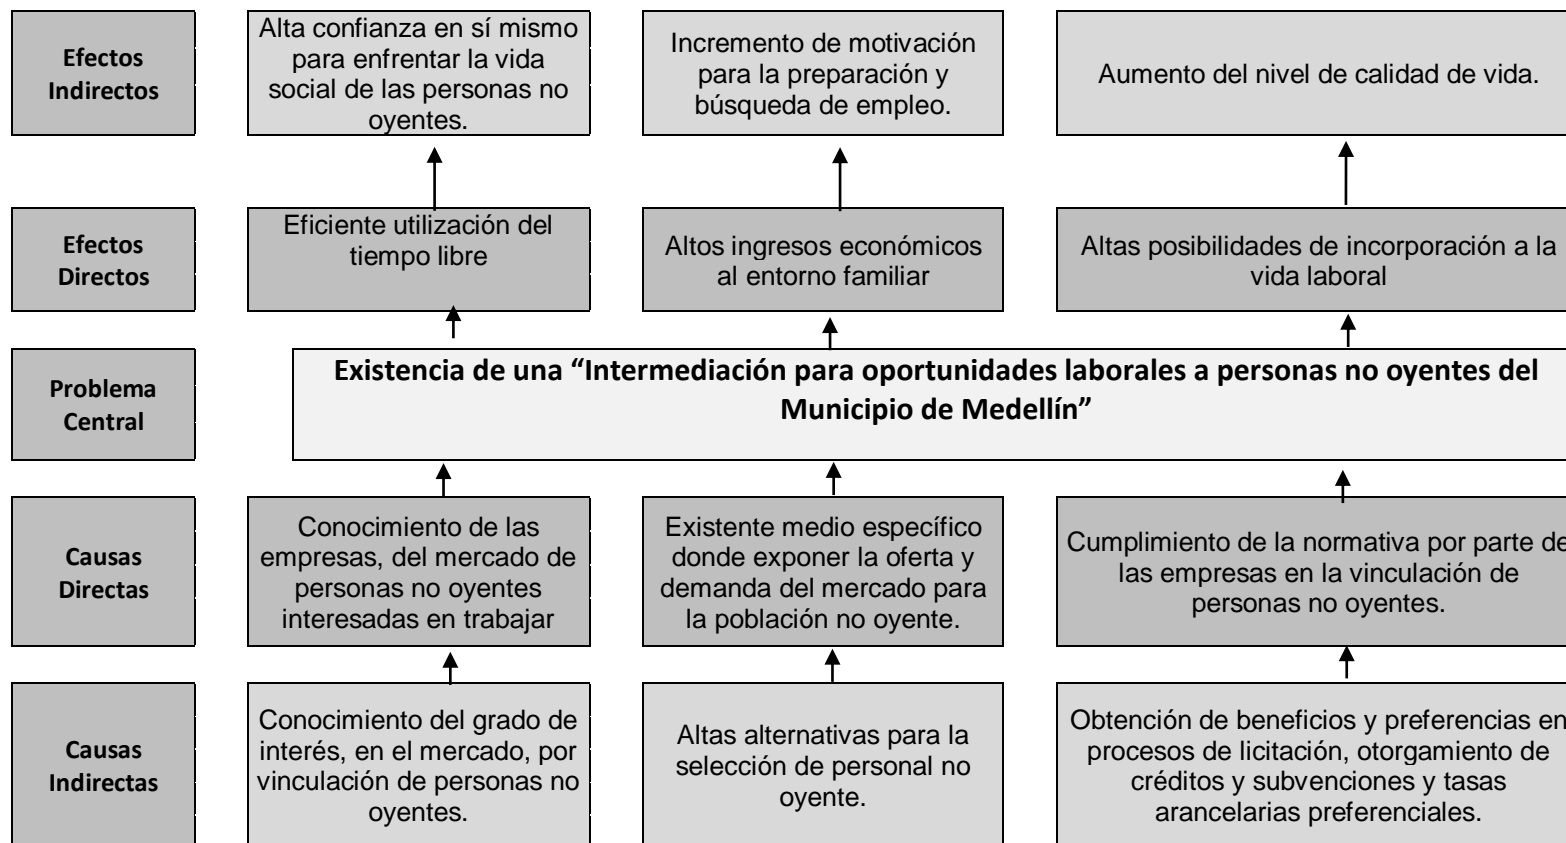 Efectos
Indirectos
Alta confianza en sí mismo
para enfrentar la vida
social de las personas no
oyentes.
Incremento de motivación
para la preparación y
búsqueda de empleo.
Aumento del nivel de calidad de vida.
Efectos
Directos
Eficiente utilización del
tiempo libre
Altos ingresos económicos
al entorno familiar
Altas posibilidades de incorporación a la
vida laboral
Problema
Central
Existencia de una “Intermediación para oportunidades laborales a personas no oyentes del
Municipio de Medellín”
Causas
Directas
Conocimiento de las
empresas, del mercado de
personas no oyentes
interesadas en trabajar
Existente medio específico
donde exponer la oferta y
demanda del mercado para
la población no oyente.
Cumplimiento de la normativa por parte de
las empresas en la vinculación de
personas no oyentes.
Causas
Indirectas
Conocimiento del grado de
interés, en el mercado, por
vinculación de personas no
oyentes.
Altas alternativas para la
selección de personal no
oyente.
Obtención de beneficios y preferencias en
procesos de licitación, otorgamiento de
créditos y subvenciones y tasas
arancelarias preferenciales.